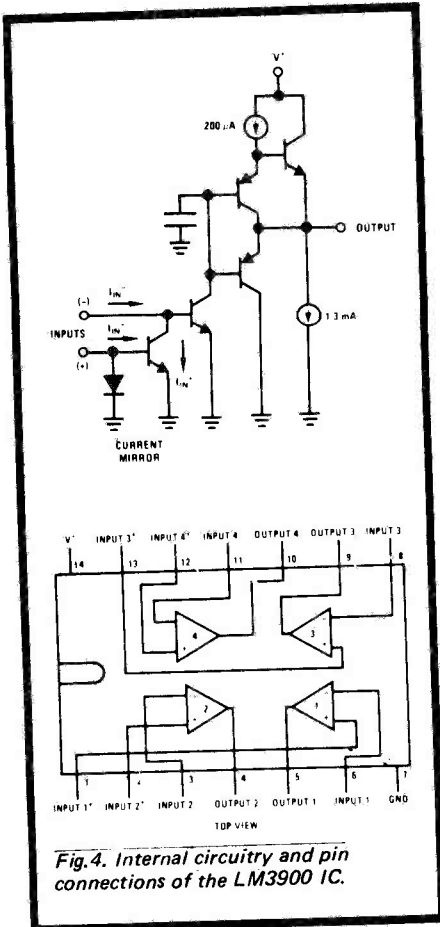 V+
200 μA
OUTPUT
(-)
IIN-
INPUTS
IIN+
(+)
IIN+
1.3 mA
CURRENT
MIRROR
V+ INPUT 3+ INPUT 4+ INPUT 4 OUTPUT 4 OUTPUT 3 INPUT 3
14 13 12 11 10 9 8
4 3
2 1
1 2 3 4 5 6 7
INPUT 1+ INPUT 2+ INPUT 2 OUTPUT 2 OUTPUT 1 INPUT 1 GND
TOP VIEW
Fig.4. Internal circuitry and pin
connections of the LM3900 IC.